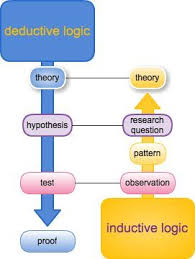 deductive logic
theory
theory
hypothesis
research
question
pattern
test
observation
proof
inductive logic